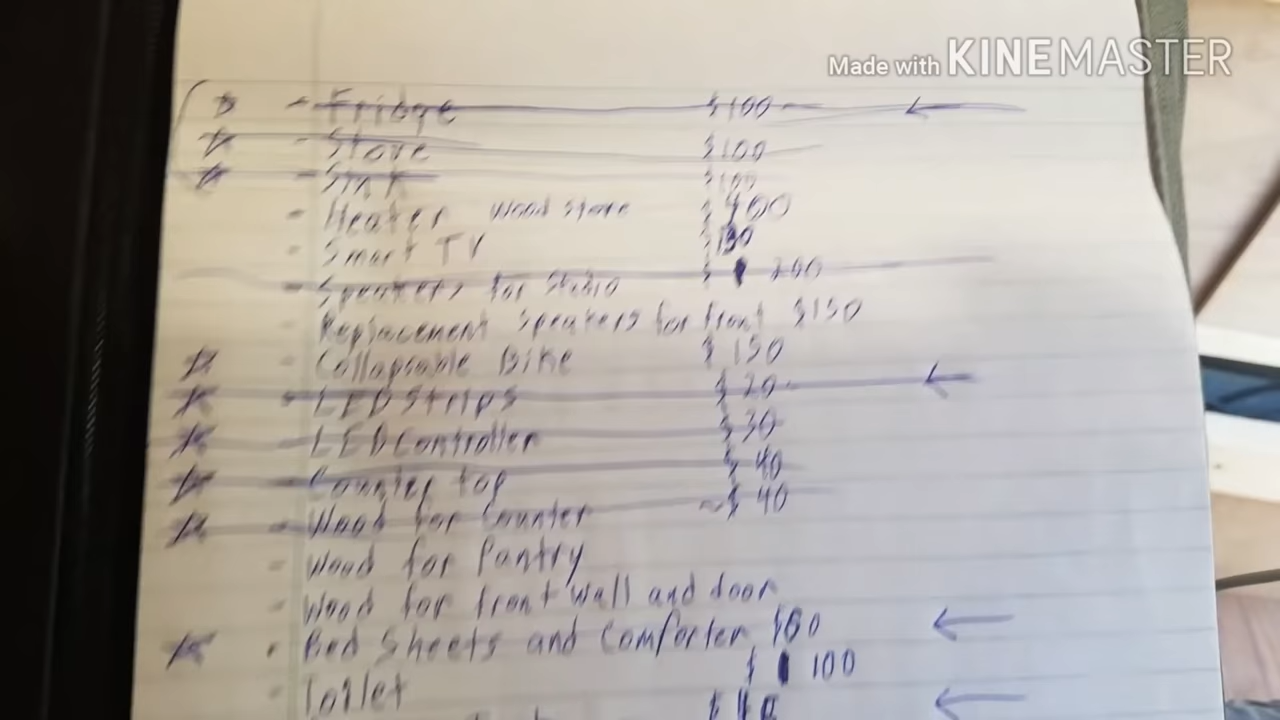 Made with KINEMASTER
- Fridge $100
- Stove $100
- Sink $100
- Heater wood stove $400
- Smart TV
- Speakers for Studio $ 200
- Replacement speakers for front $150
- Collapsable Bike $ 150
- LED Strips $ 20
- LED Controller $ 30
- Counter top $ 40
- Wood for Counter $ 40
- Wood for Pantry
- Wood for front wall and door
- Bed Sheets and Comforter
- Toilet $ 100